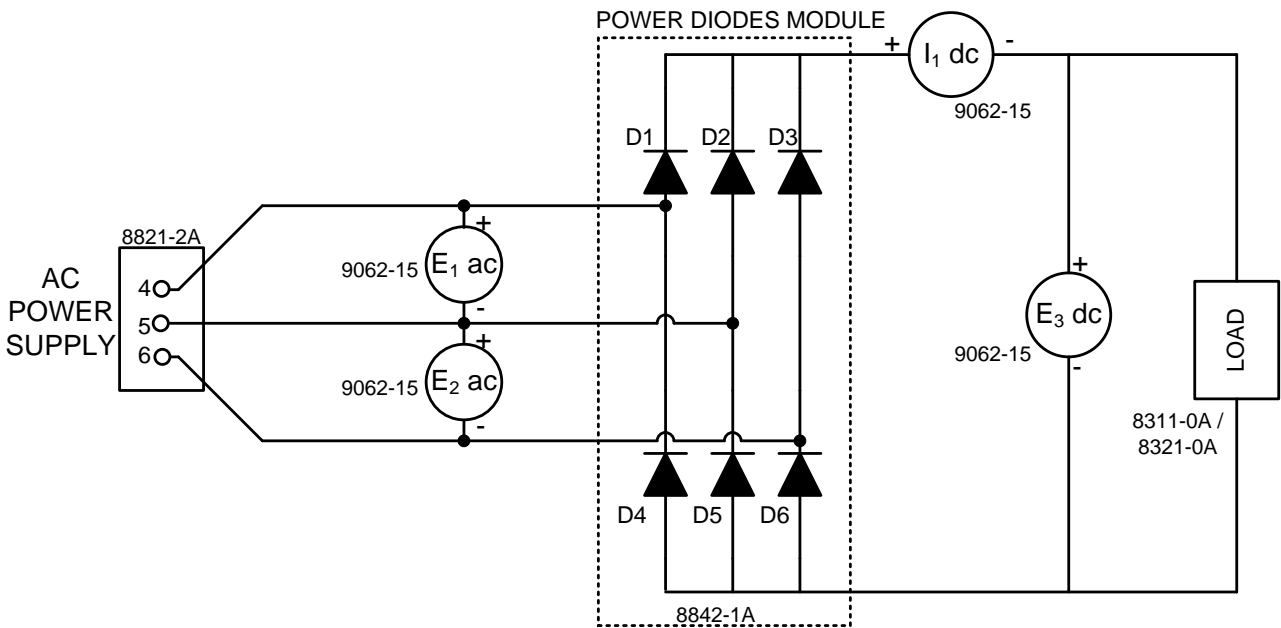 POWER DIODES MODULE
+
I₁ dc
-
9062-15
D1
D2
D3
8821-2A
AC
POWER
SUPPLY
4
5
6
+
9062-15
E₁ ac
-
+
9062-15
E₂ ac
-
+
E₃ dc
9062-15
-
LOAD
8311-0A /
8321-0A
D4
D5
D6
8842-1A